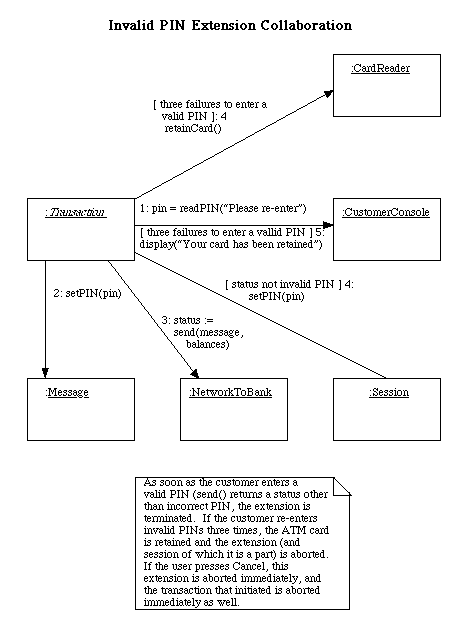 Invalid PIN Extension Collaboration
:CardReader
[ three failures to enter a
valid PIN ]: 4
retainCard()
:Transaction
1: pin = readPIN("Please re-enter")
:CustomerConsole
[ three failures to enter a vallid PIN ] 5:
display("Your card has been retained")
[ status not invalid PIN ] 4:
setPIN(pin)
2: setPIN(pin)
3: status :=
send(message,
balances)
:Message
:NetworkToBank
:Session
As soon as the customer enters a
valid PIN (send() returns a status other
than incorrect PIN, the extension is
terminated. If the customer re-enters
invalid PINs three times, the ATM card
is retained and the extension (and
session of which it is a part) is aborted.
If the user presses Cancel, this
extension is aborted immediately, and
the transaction that initiated is aborted
immediately as well.